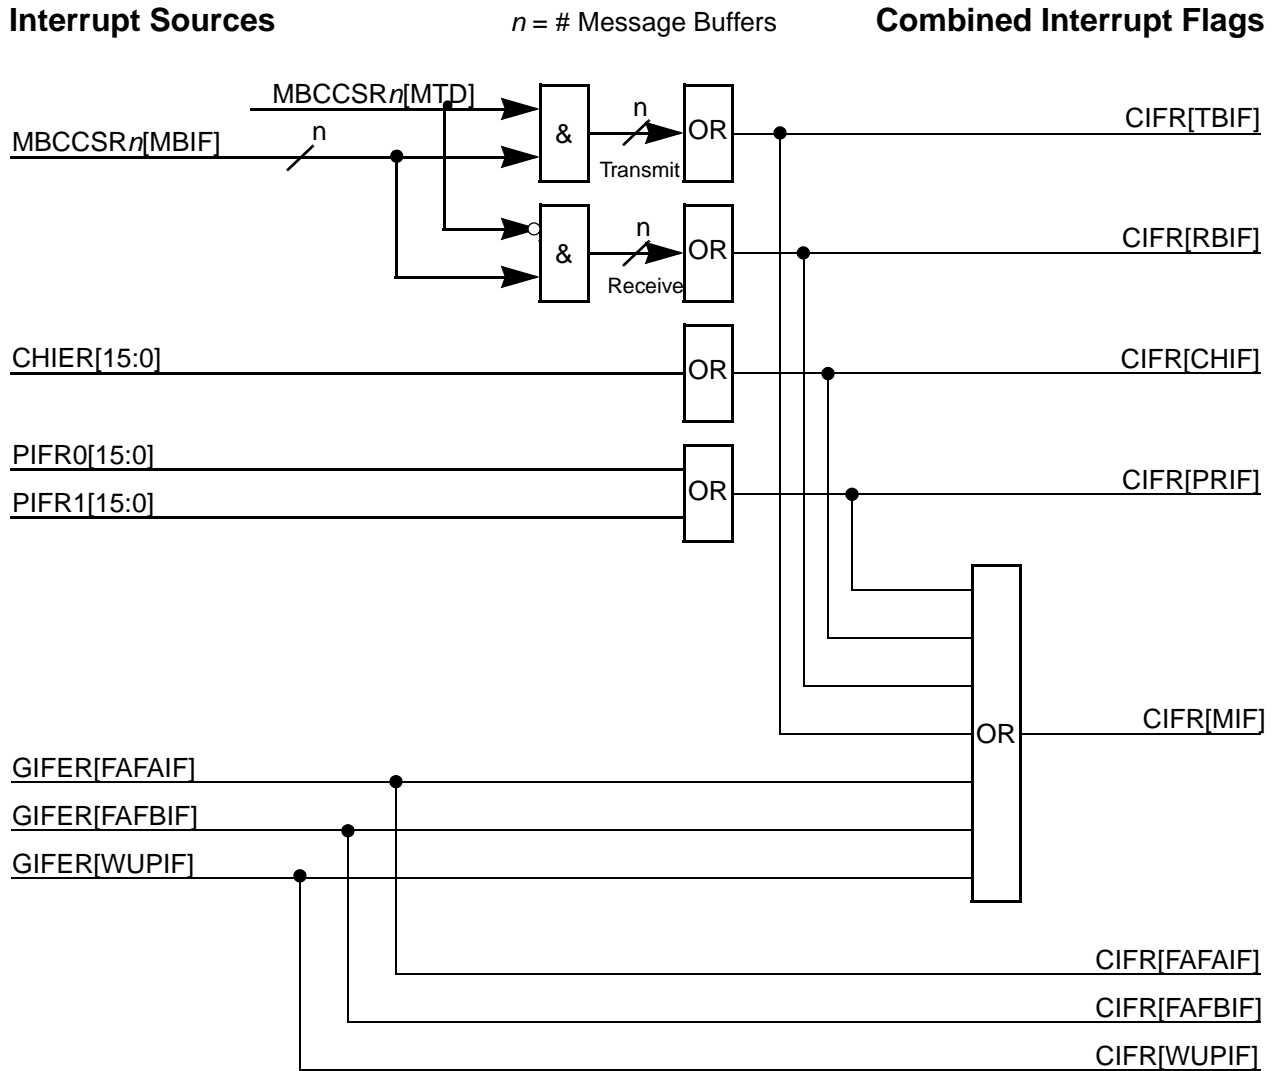 Interrupt Sources
n = # Message Buffers
Combined Interrupt Flags
MBCCSRn[MTD]
n
OR
CIFR[TBIF]
MBCCSRn[MBIF]
n
&
Transmit
n
OR
CIFR[RBIF]
&
Receive
CHIER[15:0]
OR
CIFR[CHIF]
PIFR0[15:0]
OR
CIFR[PRIF]
PIFR1[15:0]
OR
CIFR[MIF]
GIFER[FAFAIF]
GIFER[FAFBIF]
GIFER[WUPIF]
CIFR[FAFAIF]
CIFR[FAFBIF]
CIFR[WUPIF]